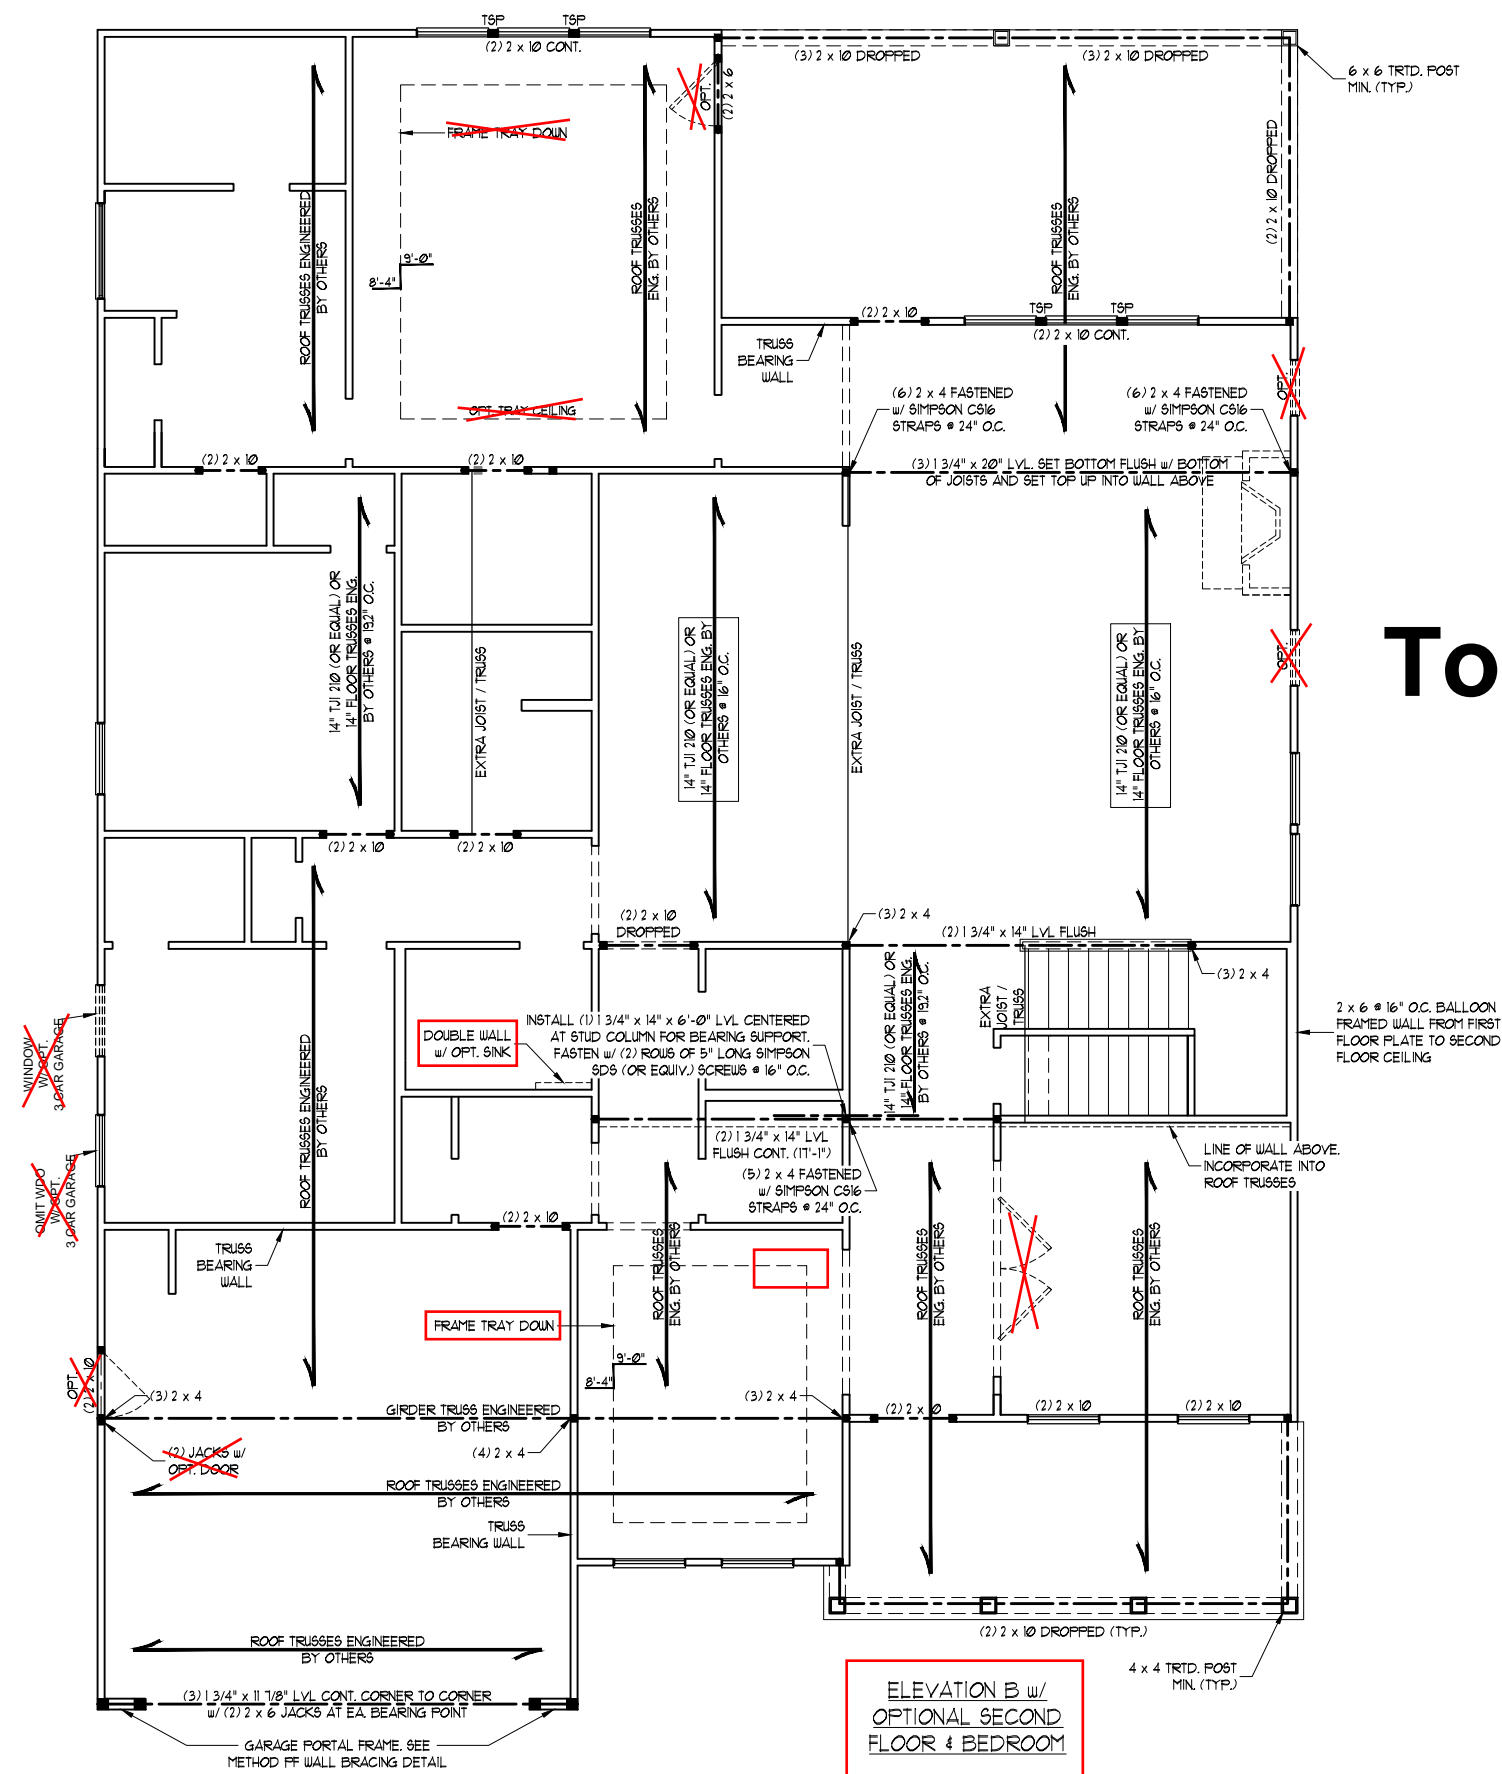 TSP
TSP
(2) 2 x 10 CONT.
(3) 2 x 10 DROPPED
(3) 2 x 10 DROPPED
6 x 6 TRTD. POST
MIN. (TYP.)
OPT.
(2) 2 x 6
FRAME TRAY DOWN
(2) 2 x 10 DROPPED
ROOF TRUSSES ENGINEERED
BY OTHERS
ROOF TRUSSES
ENG. BY OTHERS
ROOF TRUSSES
ENG. BY OTHERS
9'-0"
8'-4"
(2) 2 x 10
TSP
TSP
(2) 2 x 10 CONT.
TRUSS
BEARING
WALL
OPT.
(6) 2 x 4 FASTENED
w/ SIMPSON CS16
STRAPS @ 24" O.C.
(6) 2 x 4 FASTENED
w/ SIMPSON CS16
STRAPS @ 24" O.C.
OPT. TRAY CEILING
(2) 2 x 10
(2) 2 x 10
(3) 1 3/4" x 20" LVL. SET BOTTOM FLUSH w/ BOTTOM
OF JOISTS AND SET TOP UP INTO WALL ABOVE
14" TJI 210 (OR EQUAL) OR
14" FLOOR TRUSSES ENG.
BY OTHERS @ 19.2" O.C.
EXTRA JOIST / TRUSS
14" TJI 210 (OR EQUAL) OR
14" FLOOR TRUSSES ENG. BY
OTHERS @ 16" O.C.
EXTRA JOIST / TRUSS
14" TJI 210 (OR EQUAL) OR
14" FLOOR TRUSSES ENG. BY
OTHERS @ 16" O.C.
OPT.
To
(2) 2 x 10
(2) 2 x 10
(2) 2 x 10
DROPPED
(3) 2 x 4
(2) 1 3/4" x 14" LVL FLUSH
(3) 2 x 4
14" TJI 210 (OR EQUAL) OR
14" FLOOR TRUSSES ENG.
BY OTHERS @ 19.2" O.C.
EXTRA
JOIST /
TRUSS
2 x 6 @ 16" O.C. BALLOON
FRAMED WALL FROM FIRST
FLOOR PLATE TO SECOND
FLOOR CEILING
WINDOW
W/ OPT.
3 CAR GARAGE
ROOF TRUSSES ENGINEERED
BY OTHERS
DOUBLE WALL
w/ OPT. SINK
INSTALL (1) 1 3/4" x 14" x 6'-0" LVL CENTERED
AT STUD COLUMN FOR BEARING SUPPORT.
FASTEN w/ (2) ROWS OF 5" LONG SIMPSON
SDS (OR EQUIV.) SCREWS @ 16" O.C.
(2) 1 3/4" x 14" LVL
FLUSH CONT. (17'-1")
(5) 2 x 4 FASTENED
w/ SIMPSON CS16
STRAPS @ 24" O.C.
LINE OF WALL ABOVE.
INCORPORATE INTO
ROOF TRUSSES
OMIT WDO
W/ OPT.
3 CAR GARAGE
(2) 2 x 10
TRUSS
BEARING
WALL
ROOF TRUSSES
ENG. BY OTHERS
ROOF TRUSSES
ENG. BY OTHERS
ROOF TRUSSES
ENG. BY OTHERS
FRAME TRAY DOWN
9'-0"
8'-4"
OPT.
(2) 2 x 10
(3) 2 x 4
(3) 2 x 4
(2) 2 x 10
(2) 2 x 10
(2) 2 x 10
GIRDER TRUSS ENGINEERED
BY OTHERS
(2) JACKS w/
OPT. DOOR
(4) 2 x 4
ROOF TRUSSES ENGINEERED
BY OTHERS
TRUSS
BEARING WALL
ROOF TRUSSES ENGINEERED
BY OTHERS
(2) 2 x 10 DROPPED (TYP.)
4 x 4 TRTD. POST
MIN. (TYP.)
(3) 1 3/4" x 11 7/8" LVL CONT. CORNER TO CORNER
w/ (2) 2 x 6 JACKS AT EA. BEARING POINT
GARAGE PORTAL FRAME. SEE
METHOD PF WALL BRACING DETAIL
ELEVATION B w/
OPTIONAL SECOND
FLOOR & BEDROOM